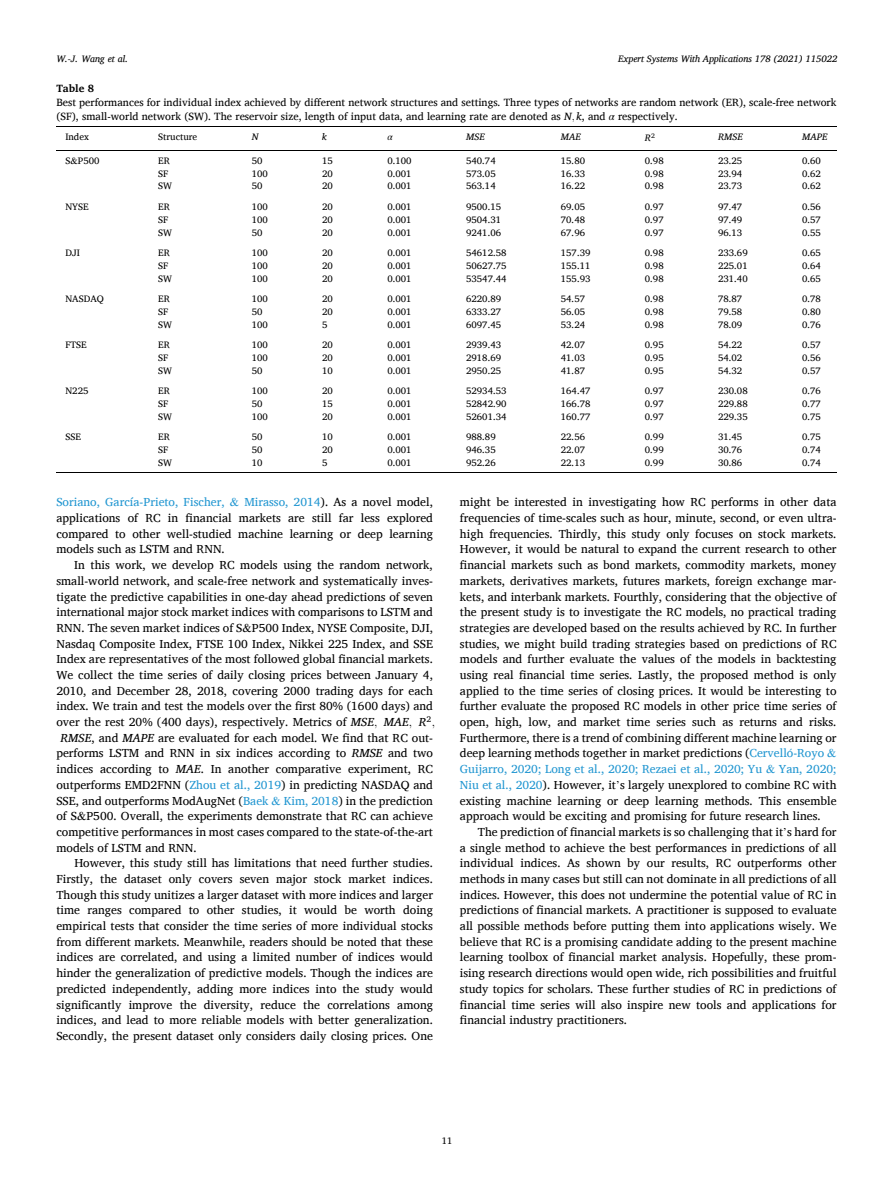 W.-J. Wang et al.
Expert Systems With Applications 178 (2021) 115022
Table 8
Best performances for individual index achieved by different network structures and settings. Three types of networks are random network (ER), scale-free network
(SF), small-world network (SW). The reservoir size, length of input data, and learning rate are denoted as N, k, and α respectively.
Index Structure N k α MSE MAE R² RMSE MAPE
S&P500 ER 50 15 0.100 540.74 15.80 0.98 23.25 0.60
SF 100 20 0.001 573.05 16.33 0.98 23.94 0.62
SW 50 20 0.001 563.14 16.22 0.98 23.73 0.62
NYSE ER 100 20 0.001 9500.15 69.05 0.97 97.47 0.56
SF 100 20 0.001 9504.31 70.48 0.97 97.49 0.57
SW 50 20 0.001 9241.06 67.96 0.97 96.13 0.55
DJI ER 100 20 0.001 54612.58 157.39 0.98 233.69 0.65
SF 100 20 0.001 50627.75 155.11 0.98 225.01 0.64
SW 100 20 0.001 53547.44 155.93 0.98 231.40 0.65
NASDAQ ER 100 20 0.001 6220.89 54.57 0.98 78.87 0.78
SF 50 20 0.001 6333.27 56.05 0.98 79.58 0.80
SW 100 5 0.001 6097.45 53.24 0.98 78.09 0.76
FTSE ER 100 20 0.001 2939.43 42.07 0.95 54.22 0.57
SF 100 20 0.001 2918.69 41.03 0.95 54.02 0.56
SW 50 10 0.001 2950.25 41.87 0.95 54.32 0.57
N225 ER 100 20 0.001 52934.53 164.47 0.97 230.08 0.76
SF 50 15 0.001 52842.90 166.78 0.97 229.88 0.77
SW 100 20 0.001 52601.34 160.77 0.97 229.35 0.75
SSE ER 50 10 0.001 988.89 22.56 0.99 31.45 0.75
SF 50 20 0.001 946.35 22.07 0.99 30.76 0.74
SW 10 5 0.001 952.26 22.13 0.99 30.86 0.74
Soriano, García-Prieto, Fischer, & Mirasso, 2014). As a novel model,
applications of RC in financial markets are still far less explored
compared to other well-studied machine learning or deep learning
models such as LSTM and RNN.
In this work, we develop RC models using the random network,
small-world network, and scale-free network and systematically inves-
tigate the predictive capabilities in one-day ahead predictions of seven
international major stock market indices with comparisons to LSTM and
RNN. The seven market indices of S&P500 Index, NYSE Composite, DJI,
Nasdaq Composite Index, FTSE 100 Index, Nikkei 225 Index, and SSE
Index are representatives of the most followed global financial markets.
We collect the time series of daily closing prices between January 4,
2010, and December 28, 2018, covering 2000 trading days for each
index. We train and test the models over the first 80% (1600 days) and
over the rest 20% (400 days), respectively. Metrics of MSE, MAE, R²,
RMSE, and MAPE are evaluated for each model. We find that RC out-
performs LSTM and RNN in six indices according to RMSE and two
indices according to MAE. In another comparative experiment, RC
outperforms EMD2FNN (Zhou et al., 2019) in predicting NASDAQ and
SSE, and outperforms ModAugNet (Baek & Kim, 2018) in the prediction
of S&P500. Overall, the experiments demonstrate that RC can achieve
competitive performances in most cases compared to the state-of-the-art
models of LSTM and RNN.
However, this study still has limitations that need further studies.
Firstly, the dataset only covers seven major stock market indices.
Though this study unitizes a larger dataset with more indices and larger
time ranges compared to other studies, it would be worth doing
empirical tests that consider the time series of more individual stocks
from different markets. Meanwhile, readers should be noted that these
indices are correlated, and using a limited number of indices would
hinder the generalization of predictive models. Though the indices are
predicted independently, adding more indices into the study would
significantly improve the diversity, reduce the correlations among
indices, and lead to more reliable models with better generalization.
Secondly, the present dataset only considers daily closing prices. One
might be interested in investigating how RC performs in other data
frequencies of time-scales such as hour, minute, second, or even ultra-
high frequencies. Thirdly, this study only focuses on stock markets.
However, it would be natural to expand the current research to other
financial markets such as bond markets, commodity markets, money
markets, derivatives markets, futures markets, foreign exchange mar-
kets, and interbank markets. Fourthly, considering that the objective of
the present study is to investigate the RC models, no practical trading
strategies are developed based on the results achieved by RC. In further
studies, we might build trading strategies based on predictions of RC
models and further evaluate the values of the models in backtesting
using real financial time series. Lastly, the proposed method is only
applied to the time series of closing prices. It would be interesting to
further evaluate the proposed RC models in other price time series of
open, high, low, and market time series such as returns and risks.
Furthermore, there is a trend of combining different machine learning or
deep learning methods together in market predictions (Cervelló-Royo &
Guijarro, 2020; Long et al., 2020; Rezaei et al., 2020; Yu & Yan, 2020;
Niu et al., 2020). However, it's largely unexplored to combine RC with
existing machine learning or deep learning methods. This ensemble
approach would be exciting and promising for future research lines.
The prediction of financial markets is so challenging that it's hard for
a single method to achieve the best performances in predictions of all
individual indices. As shown by our results, RC outperforms other
methods in many cases but still can not dominate in all predictions of all
indices. However, this does not undermine the potential value of RC in
predictions of financial markets. A practitioner is supposed to evaluate
all possible methods before putting them into applications wisely. We
believe that RC is a promising candidate adding to the present machine
learning toolbox of financial market analysis. Hopefully, these prom-
ising research directions would open wide, rich possibilities and fruitful
study topics for scholars. These further studies of RC in predictions of
financial time series will also inspire new tools and applications for
financial industry practitioners.
11